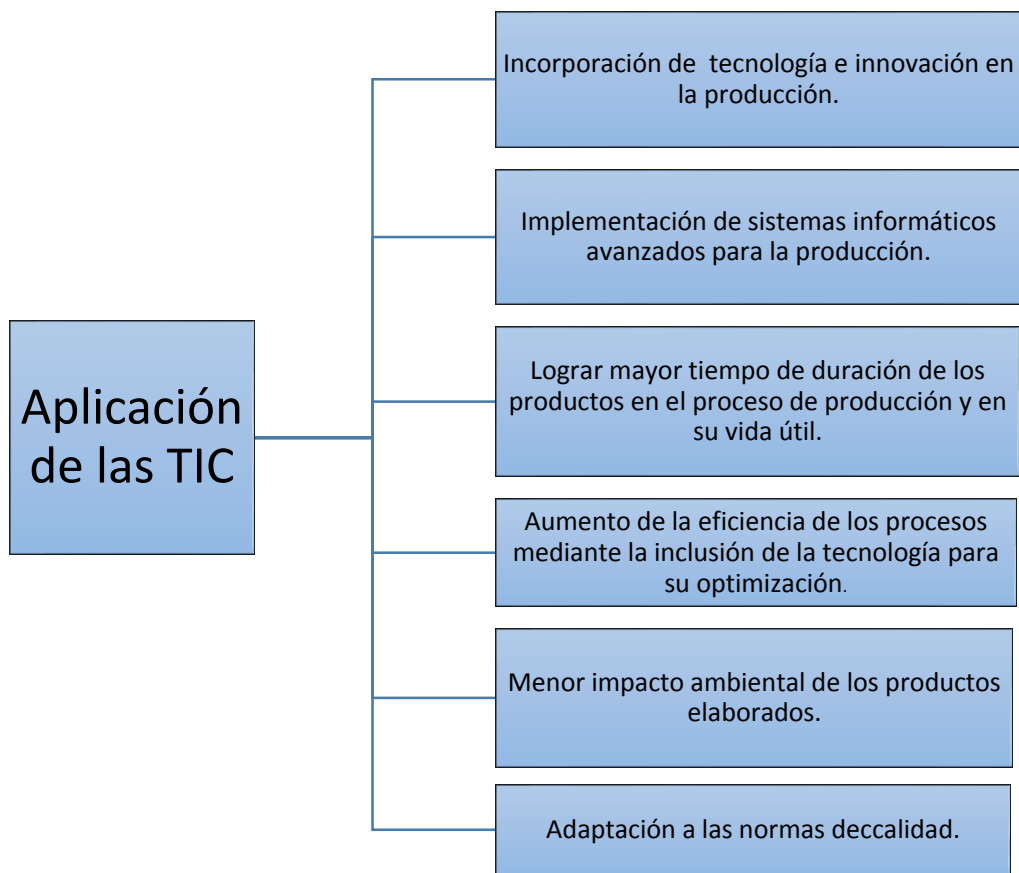 Incorporación de tecnología e innovación en
la producción.
Implementación de sistemas informáticos
avanzados para la producción.
Aplicación
de las TIC
Lograr mayor tiempo de duración de los
productos en el proceso de producción y en
su vida útil.
Aumento de la eficiencia de los procesos
mediante la inclusión de la tecnología para
su optimización.
Menor impacto ambiental de los productos
elaborados.
Adaptación a las normas deccalidad.